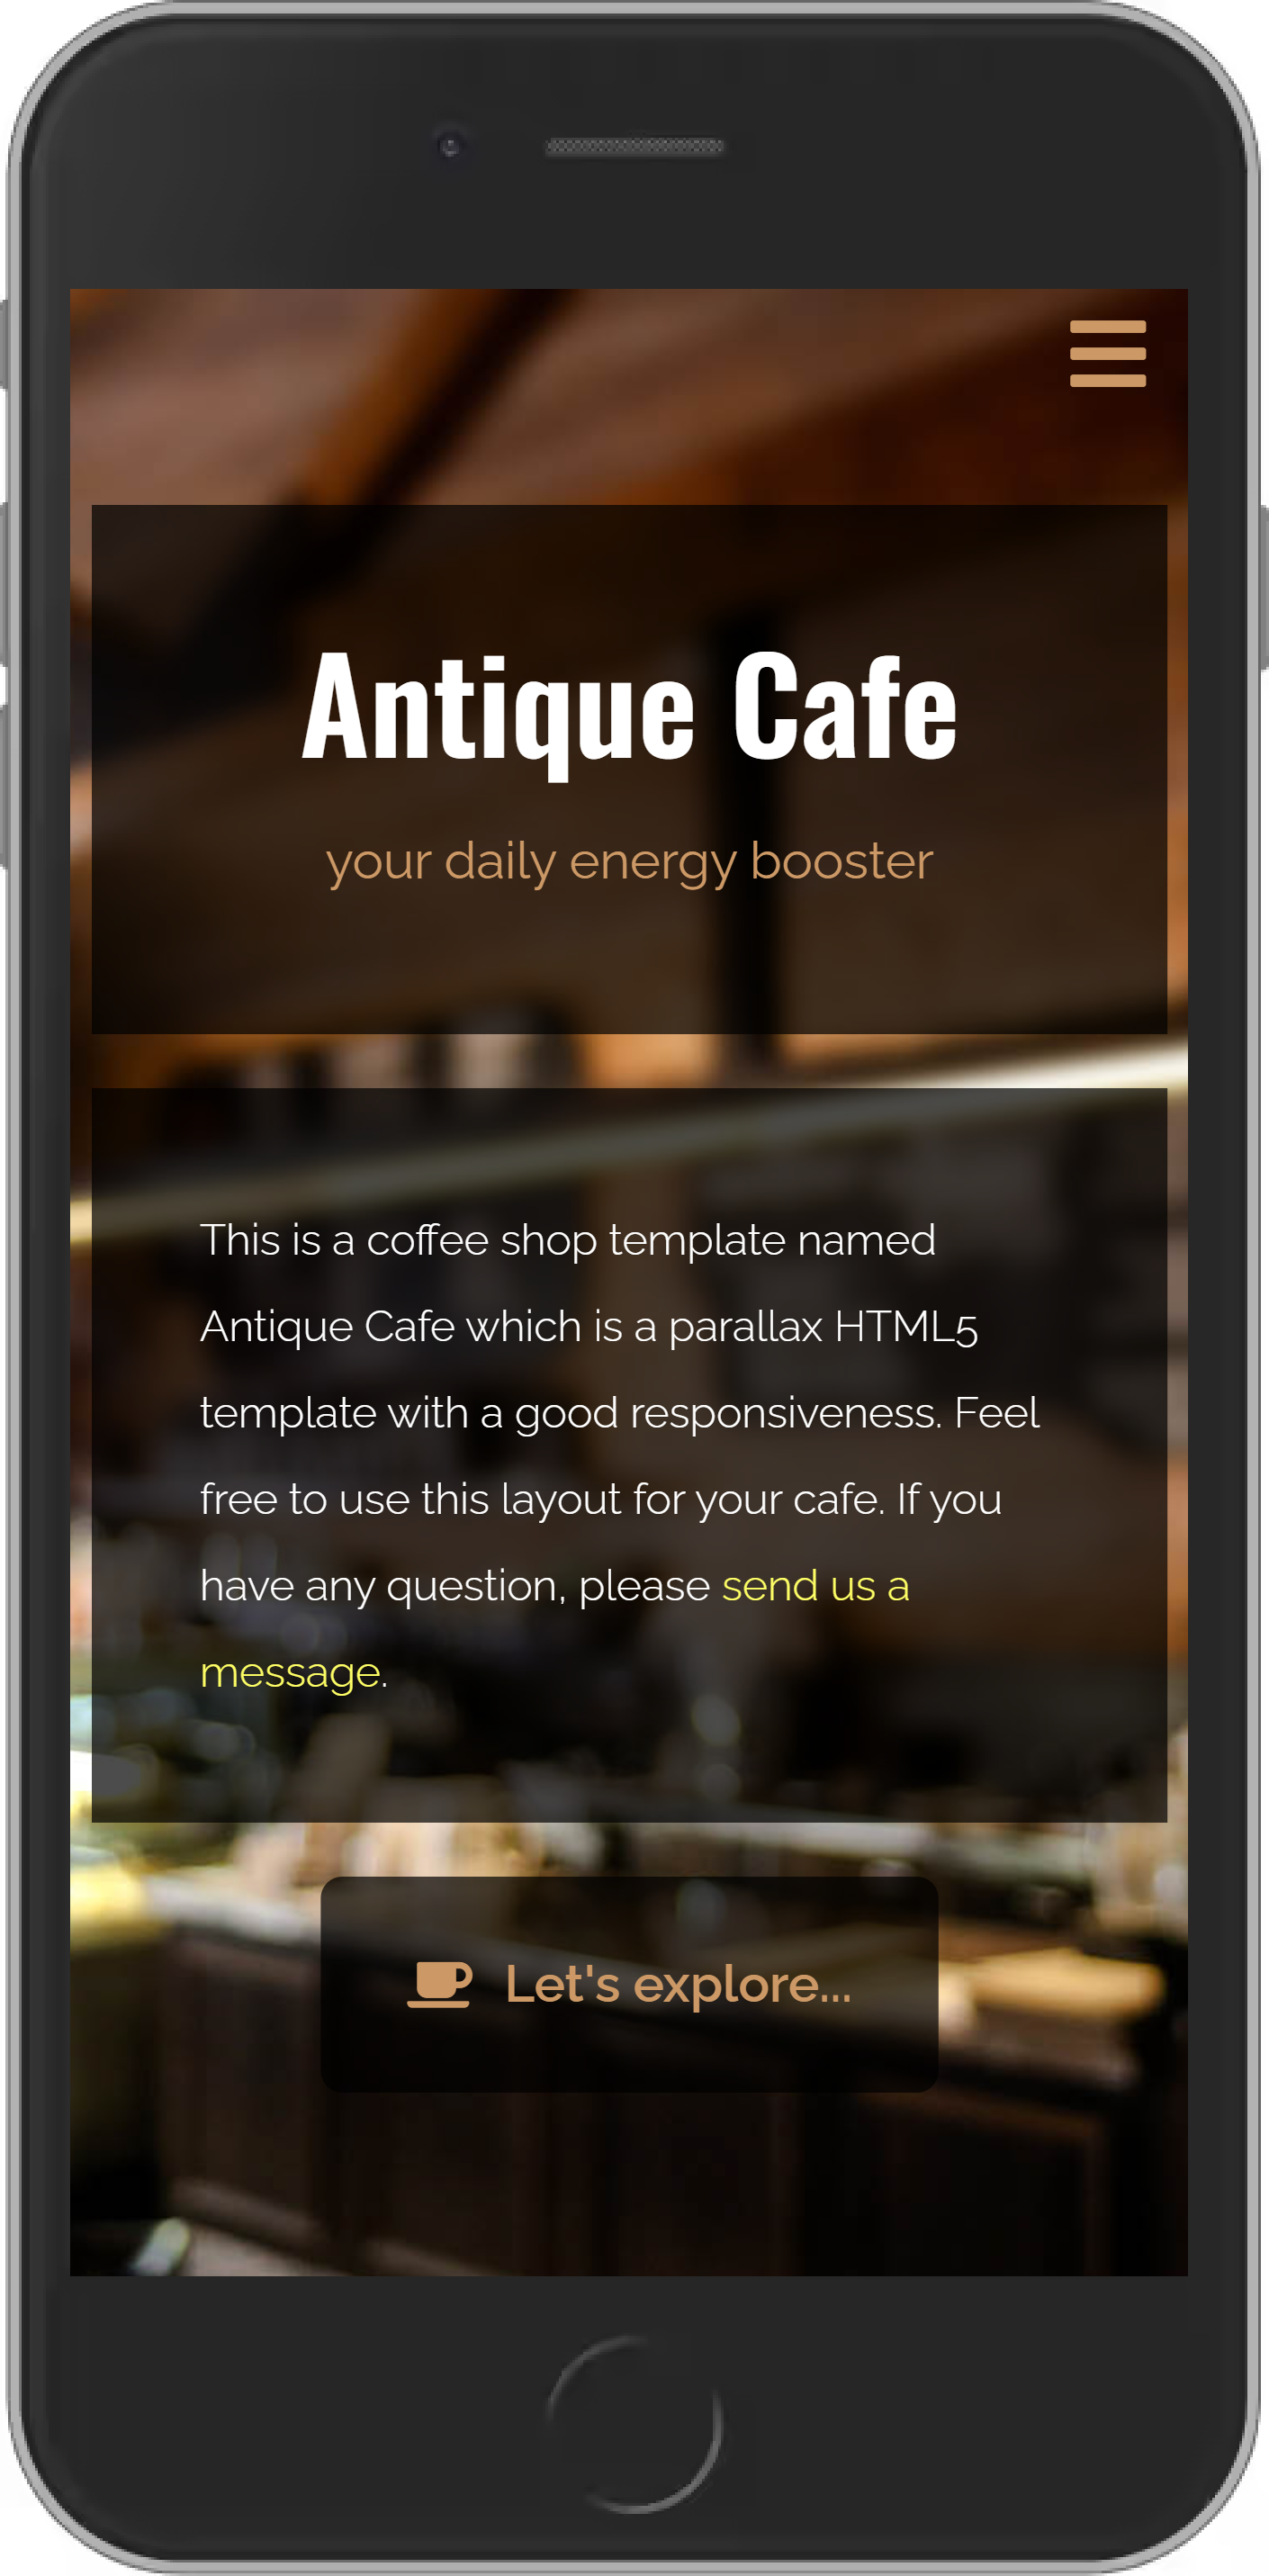 Antique Cafe
your daily energy booster
This is a coffee shop template named
Antique Cafe which is a parallax HTML5
template with a good responsiveness. Feel
free to use this layout for your cafe. If you
have any question, please send us a
message.
Let's explore...